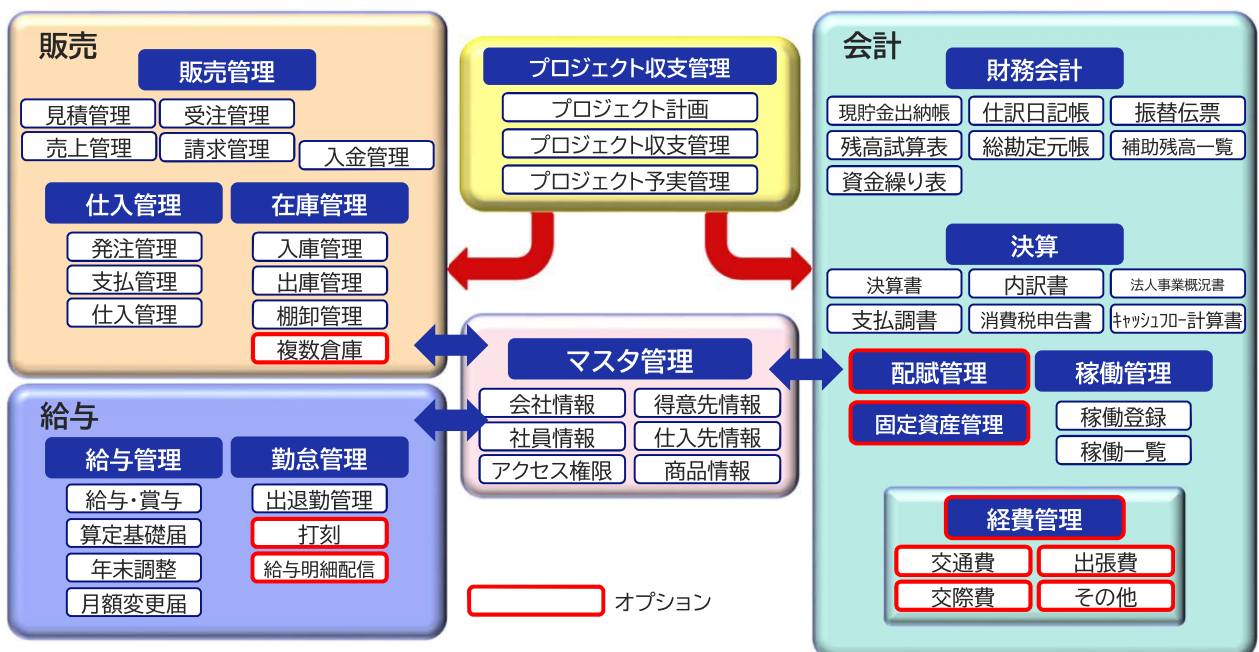 販売
販売管理
見積管理
受注管理
売上管理
請求管理
入金管理
仕入管理
在庫管理
発注管理
入庫管理
支払管理
出庫管理
仕入管理
棚卸管理
複数倉庫
給与
給与管理
勤怠管理
給与・賞与
出退勤管理
算定基礎届
打刻
年末調整
給与明細配信
月額変更届
プロジェクト収支管理
プロジェクト計画
プロジェクト収支管理
プロジェクト予実管理
マスタ管理
会社情報
得意先情報
社員情報
仕入先情報
アクセス権限
商品情報
オプション
会計
財務会計
現貯金出納帳
仕訳日記帳
振替伝票
残高試算表
総勘定元帳
補助残高一覧
資金繰り表
決算
決算書
内訳書
法人事業概況書
支払調書
消費税申告書
キャッシュフロー計算書
配賦管理
稼働管理
固定資産管理
稼働登録
稼働一覧
経費管理
交通費
出張費
交際費
その他